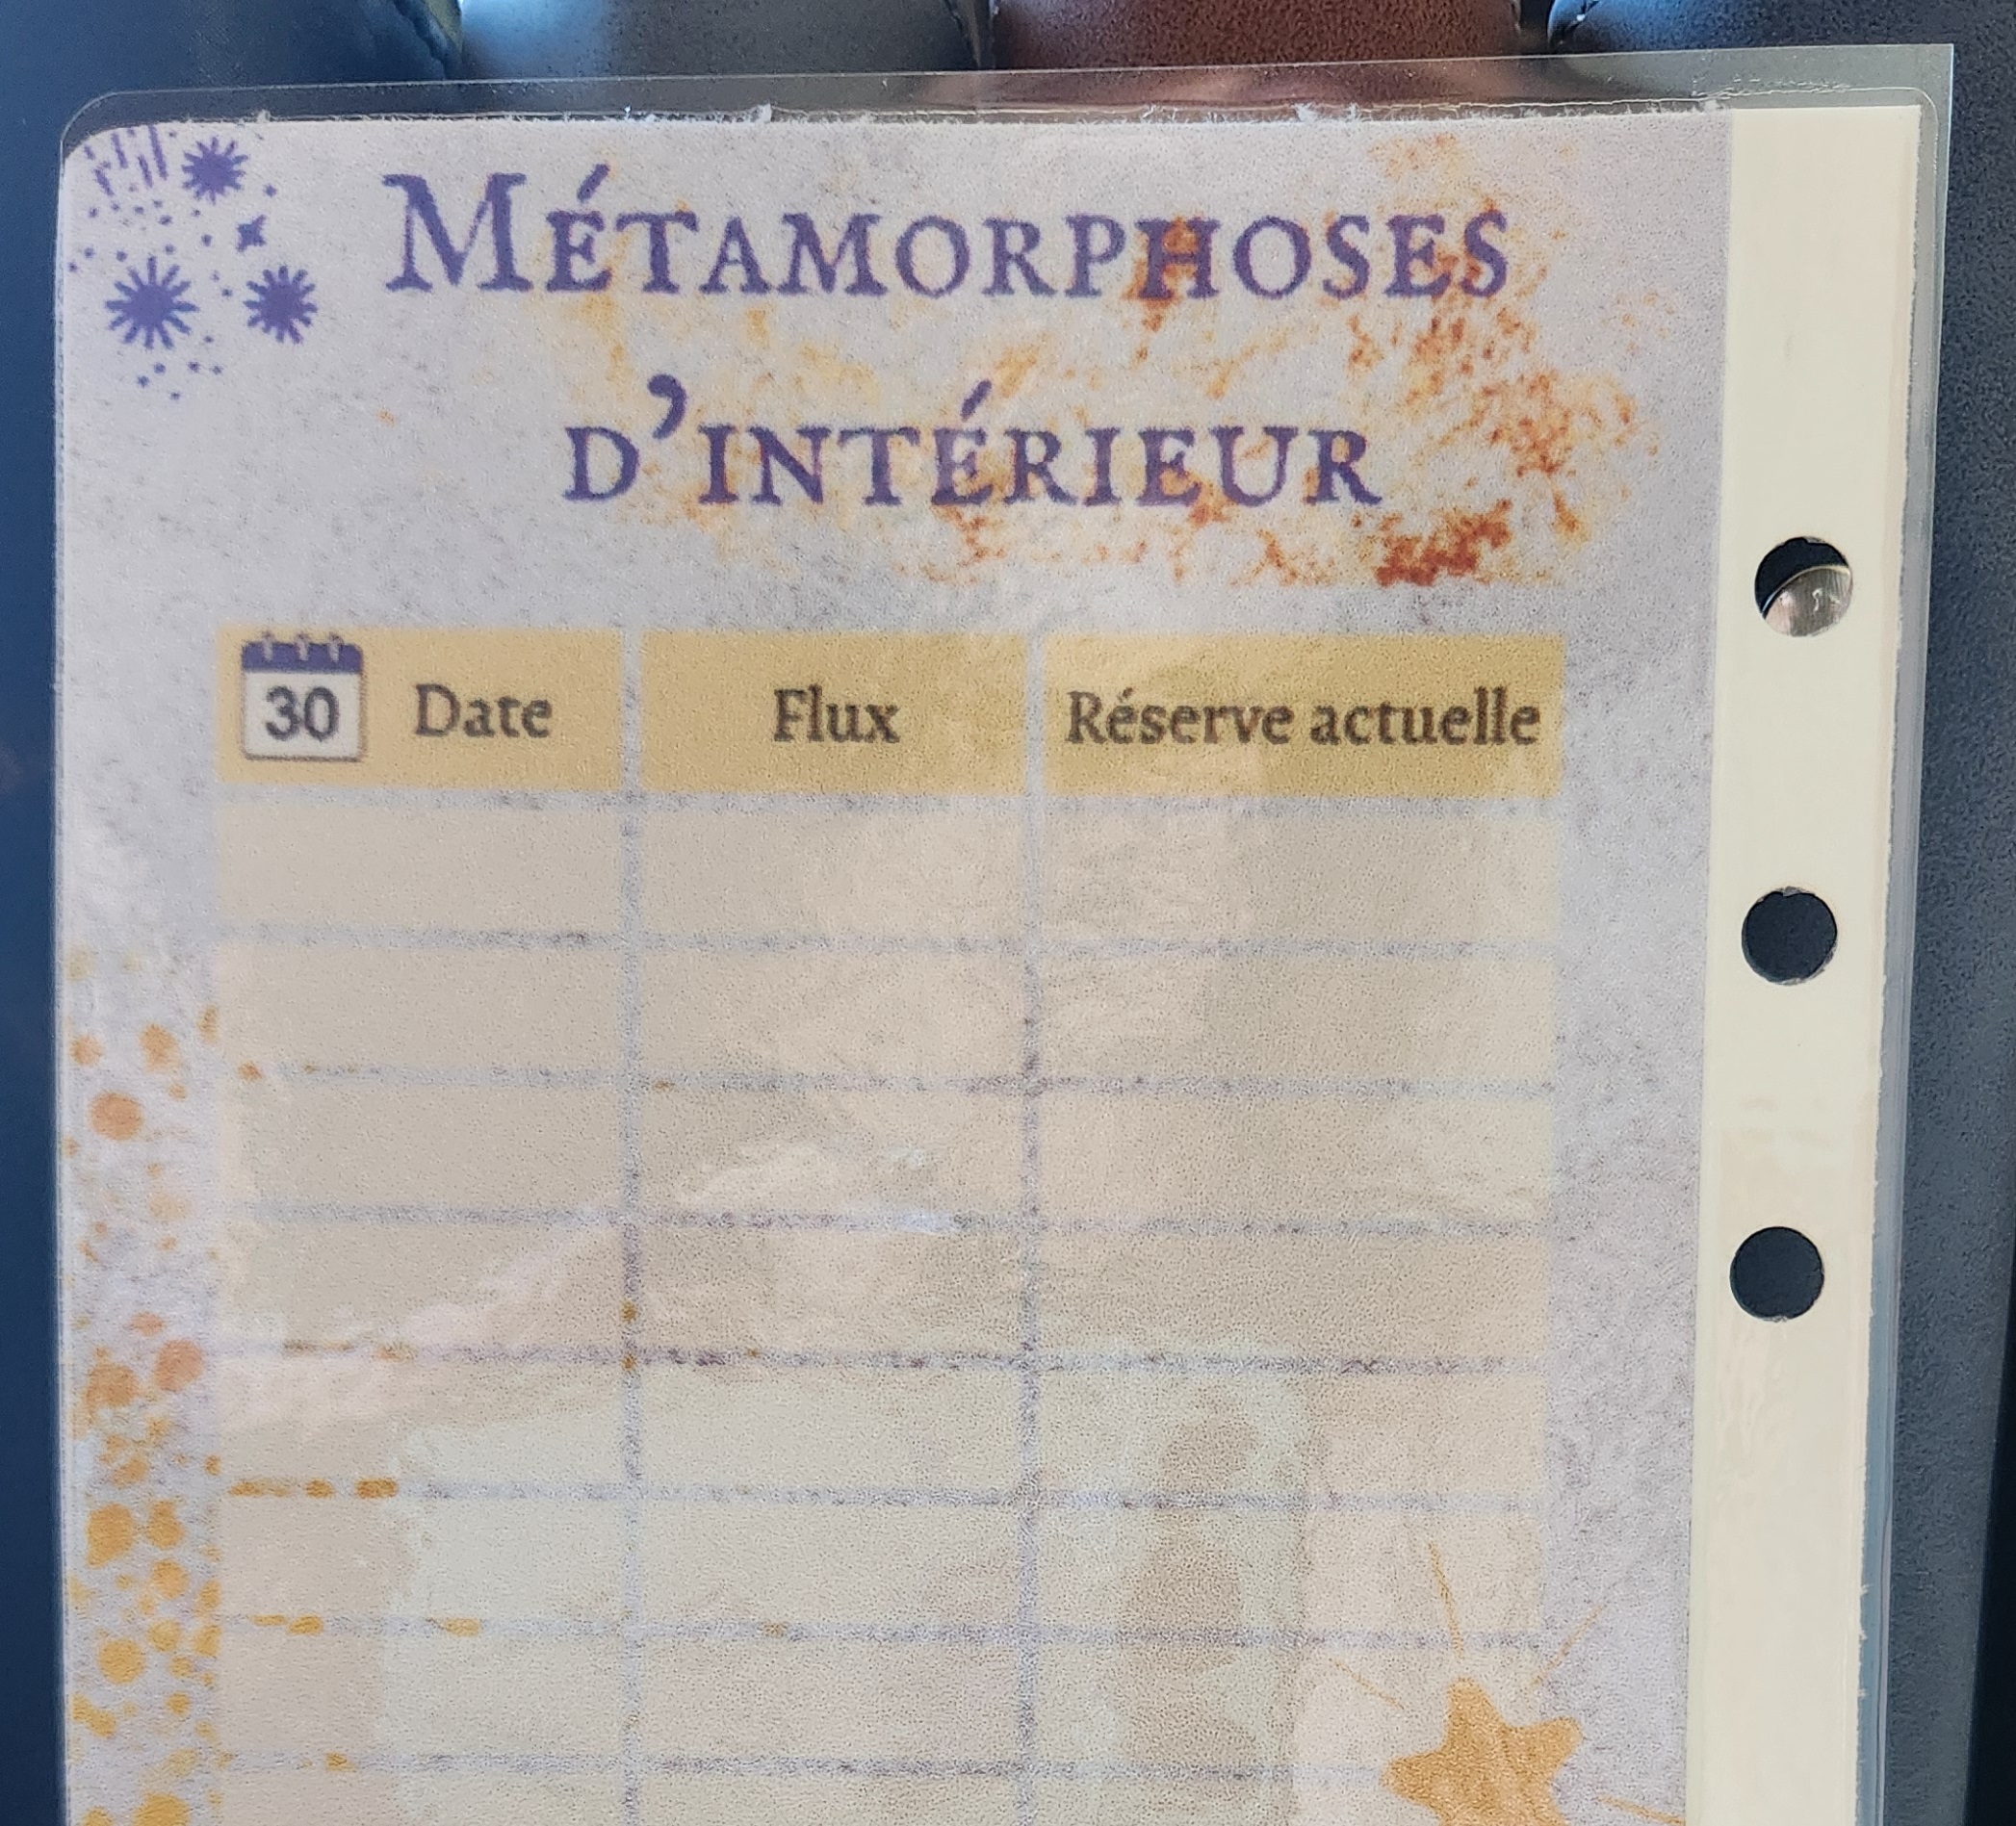 Métamorphoses
d'intérieur
30 Date Flux Réserve actuelle